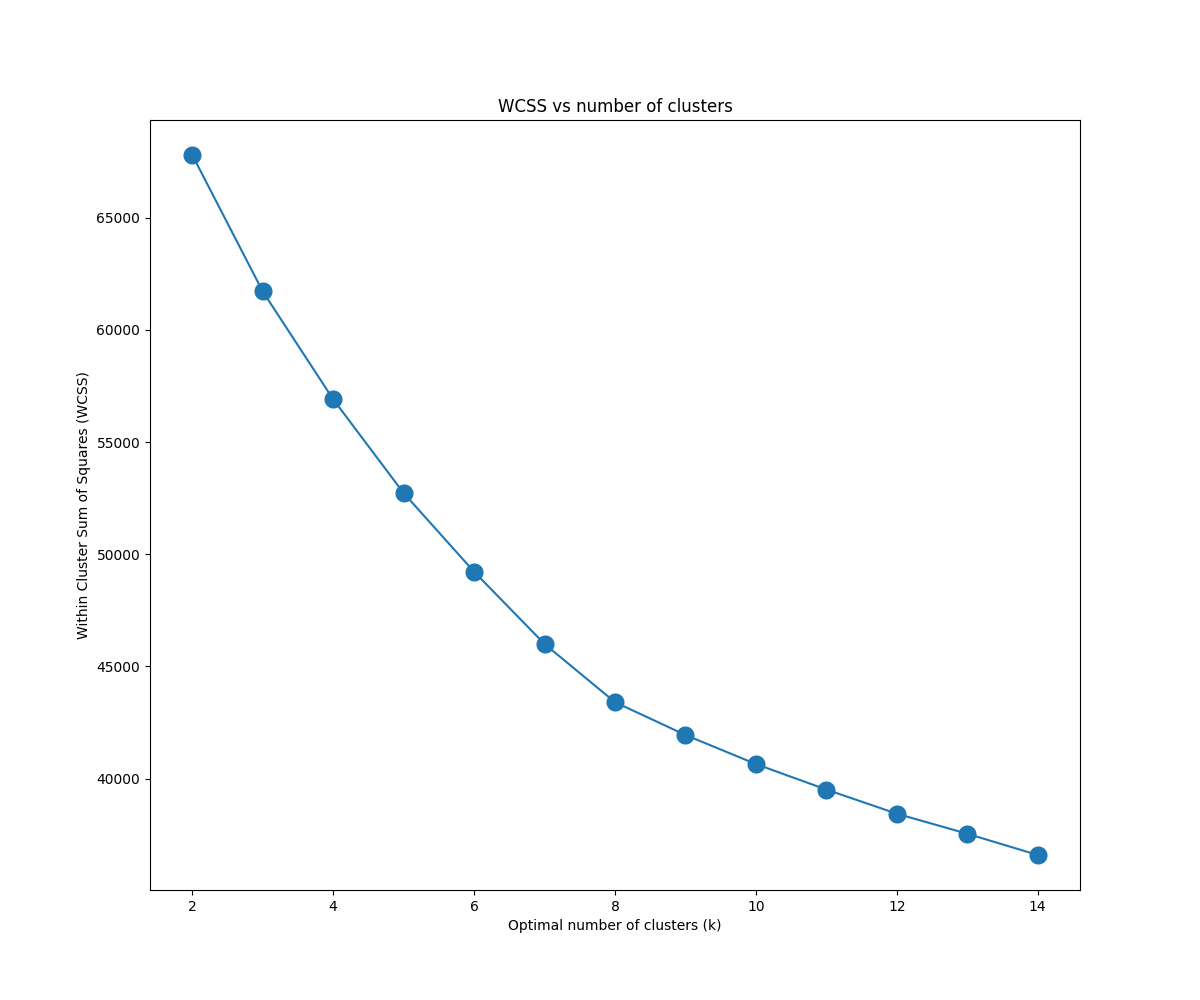 WCSS vs number of clusters
Within Cluster Sum of Squares (WCSS)
65000
60000
55000
50000
45000
40000
2 4 6 8 10 12 14
Optimal number of clusters (k)